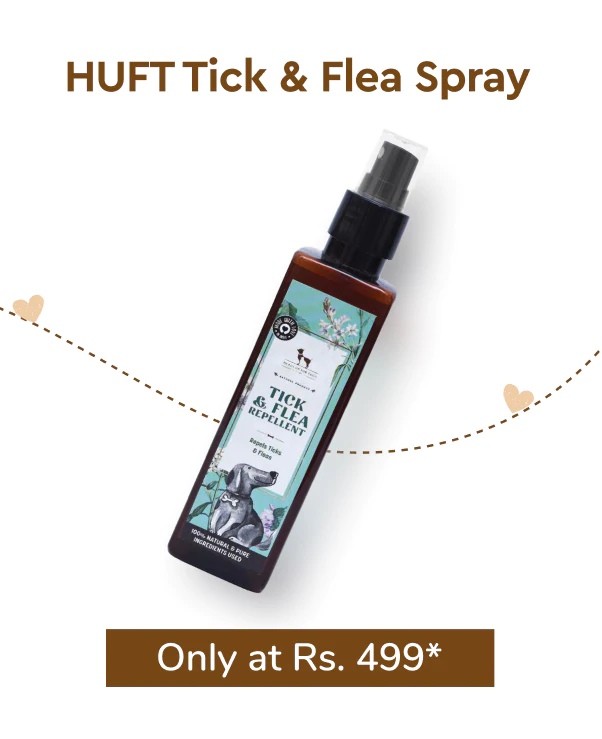 HUFT Tick & Flea Spray
TICK
& FLEA
REPELLENT
Repels Ticks
& Fleas
100% NATURAL & PURE
INGREDIENTS USED
Only at Rs. 499*